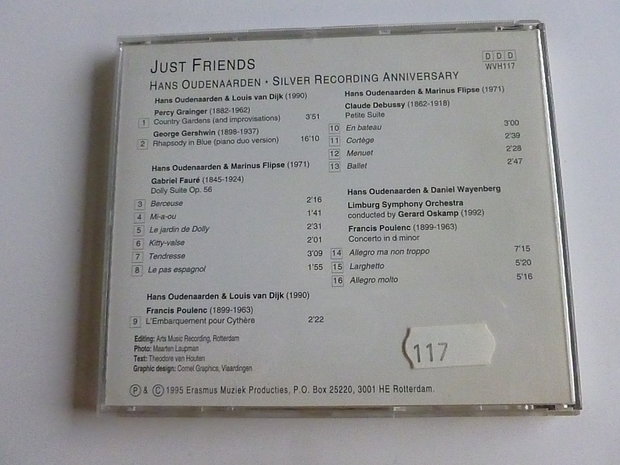 JUST FRIENDS
HANS OUDENAARDEN • SILVER RECORDING ANNIVERSARY
DDD
WVH117
Hans Oudenaarden & Louis van Dijk (1990)
Percy Grainger (1882-1962)
1 Country Gardens (and improvisations) 3'51
George Gershwin (1898-1937)
2 Rhapsody in Blue (piano duo version) 16'10
Hans Oudenaarden & Marinus Flipse (1971)
Gabriel Fauré (1845-1924)
Dolly Suite Op. 56
3 Berceuse 2'16
4 Mi-a-ou 1'41
5 Le jardin de Dolly 2'31
6 Kitty-valse 2'01
7 Tendresse 3'09
8 Le pas espagnol 1'55
Hans Oudenaarden & Louis van Dijk (1990)
Francis Poulenc (1899-1963)
9 L'Embarquement pour Cythère 2'22
Hans Oudenaarden & Marinus Flipse (1971)
Claude Debussy (1862-1918)
Petite Suite
10 En bateau 3'00
11 Cortège 2'39
12 Menuet 2'28
13 Ballet 2'47
Hans Oudenaarden & Daniel Wayenberg
Limburg Symphony Orchestra
conducted by Gerard Oskamp (1992)
Francis Poulenc (1899-1963)
Concerto in d minor
14 Allegro ma non troppo 7'15
15 Larghetto 5'20
16 Allegro molto 5'16
Editing: Arts Music Recording, Rotterdam
Photo: Maarten Laupman
Text: Theodore van Houten
Graphic design: Comel Graphics, Vlaardingen
117
Ⓟ & © 1995 Erasmus Muziek Producties, P.O. Box 25220, 3001 HE Rotterdam.